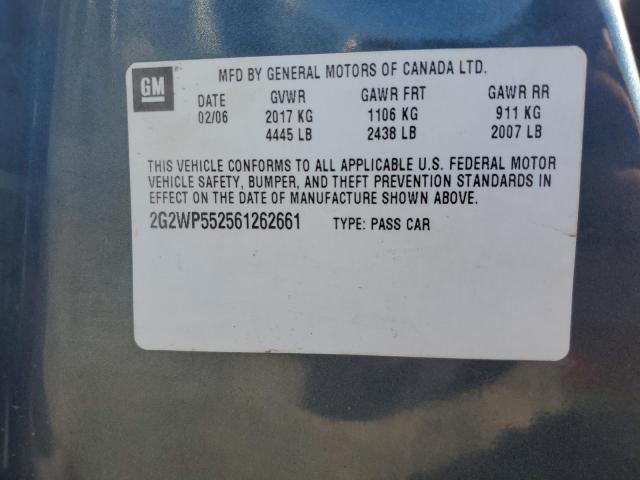 GM
MFD BY GENERAL MOTORS OF CANADA LTD.
DATE GVWR GAWR FRT GAWR RR
02/06 2017 KG 1106 KG 911 KG
4445 LB 2438 LB 2007 LB
THIS VEHICLE CONFORMS TO ALL APPLICABLE U.S. FEDERAL MOTOR
VEHICLE SAFETY, BUMPER, AND THEFT PREVENTION STANDARDS IN
EFFECT ON THE DATE OF MANUFACTURE SHOWN ABOVE.
2G2WP552561262661 TYPE: PASS CAR